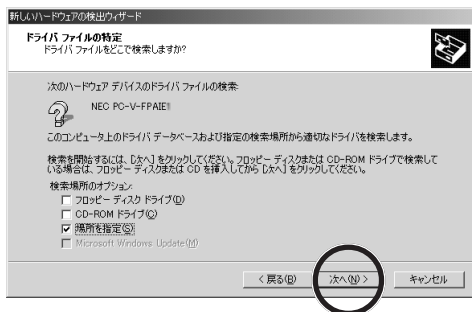 新しいハードウェアの検出ウィザード
ドライバ ファイルの特定
ドライバ ファイルをどこで検索しますか?
次のハードウェア デバイスのドライバ ファイルの検索:
NEC PC-V-FPAIE1
このコンピュータ上のドライバ データベースおよび指定の検索場所から適切なドライバを検索します。
検索を開始するには、[次へ] をクリックしてください。フロッピー ディスクまたは CD-ROM ドライブで検索して
いる場合は、フロッピー ディスクまたは CD を挿入してから [次へ] をクリックしてください。
検索場所のオプション:
フロッピー ディスク ドライブ(D)
CD-ROM ドライブ(C)
場所を指定(S)
Microsoft Windows Update(M)
< 戻る(B)
次へ(N) >
キャンセル